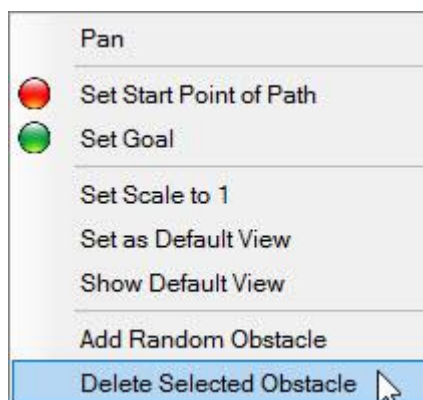 Pan
Set Start Point of Path
Set Goal
Set Scale to 1
Set as Default View
Show Default View
Add Random Obstacle
Delete Selected Obstacle